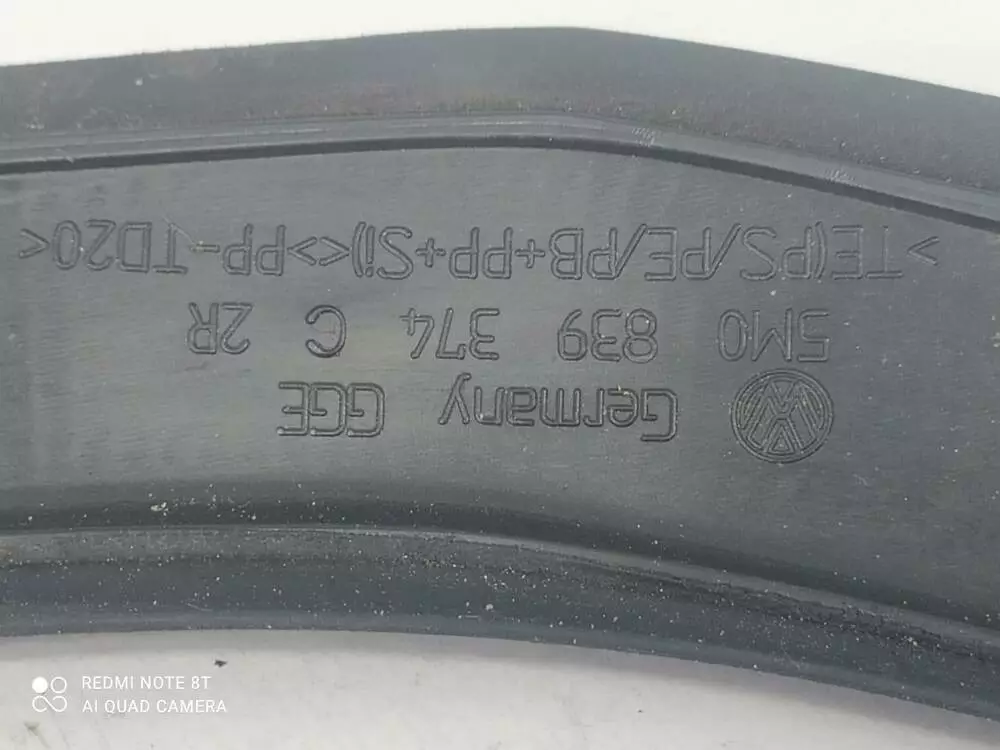 Germany GGE
5M0 839 374 C 2R
>TE(PS/PE/PB+PP+Si)<>PP-TD20<
REDMI NOTE 8T
AI QUAD CAMERA